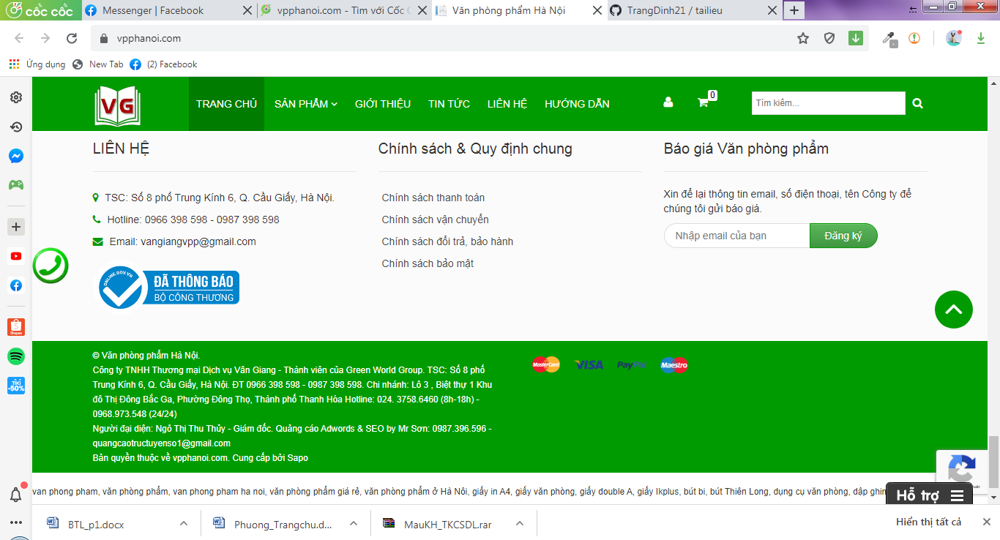 cốc cốc
Messenger | Facebook
vpphanoi.com - Tìm với Cốc C
Văn phòng phẩm Hà Nội
TrangDinh21 / tailieu
vpphanoi.com
Ứng dụng
New Tab
(2) Facebook
VG
TRANG CHỦ
SẢN PHẨM
GIỚI THIỆU
TIN TỨC
LIÊN HỆ
HƯỚNG DẪN
0
Tìm kiếm...
LIÊN HỆ
TSC: Số 8 phố Trung Kính 6, Q. Cầu Giấy, Hà Nội.
Hotline: 0966 398 598 - 0987 398 598
Email: vangiangvpp@gmail.com
ONLINE.GOV.VN
ĐÃ THÔNG BÁO
BỘ CÔNG THƯƠNG
Chính sách & Quy định chung
Chính sách thanh toán
Chính sách vận chuyển
Chính sách đổi trả, bảo hành
Chính sách bảo mật
Báo giá Văn phòng phẩm
Xin để lại thông tin email, số điện thoại, tên Công ty để
chúng tôi gửi báo giá.
Nhập email của bạn
Đăng ký
Shopee
TIKI
-50%
© Văn phòng phẩm Hà Nội.
Công ty TNHH Thương mại Dịch vụ Vân Giang - Thành viên của Green World Group. TSC: Số 8 phố
Trung Kính 6, Q. Cầu Giấy, Hà Nội. ĐT 0966 398 598 - 0987 398 598. Chi nhánh: Lô 3 , Biệt thự 1 Khu
đô Thị Đông Bắc Ga, Phường Đông Thọ, Thành phố Thanh Hóa Hotline: 024. 3758.6460 (8h-18h) -
0968.973.548 (24/24)
Người đại diện: Ngô Thị Thu Thủy - Giám đốc. Quảng cáo Adwords & SEO by Mr Sơn: 0987.396.596 -
quangcaotructuyenso1@gmail.com
Bản quyền thuộc về vpphanoi.com. Cung cấp bởi Sapo
MasterCard
VISA
PayPal
Maestro
van phong pham, văn phòng phẩm, van phong pham ha noi, văn phòng phẩm giá rẻ, văn phòng phẩm ở Hà Nội, giấy in A4, giấy văn phòng, giấy double A, giấy Ikplus, bút bi, bút Thiên Long, dụng cụ văn phòng, dập ghim
Hỗ trợ
BTL_p1.docx
Phuong_Trangchu.d...
MauKH_TKCSDL.rar
Hiển thị tất cả